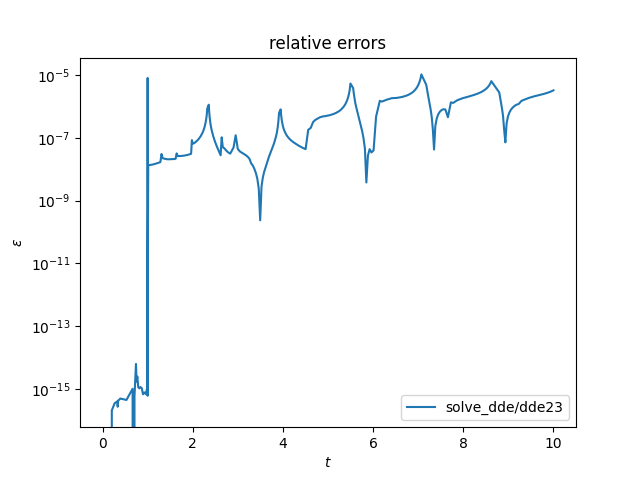 relative errors
10⁻⁵
10⁻⁷
10⁻⁹
10⁻¹¹
10⁻¹³
10⁻¹⁵
ε
solve_dde/dde23
0 2 4 6 8 10
t